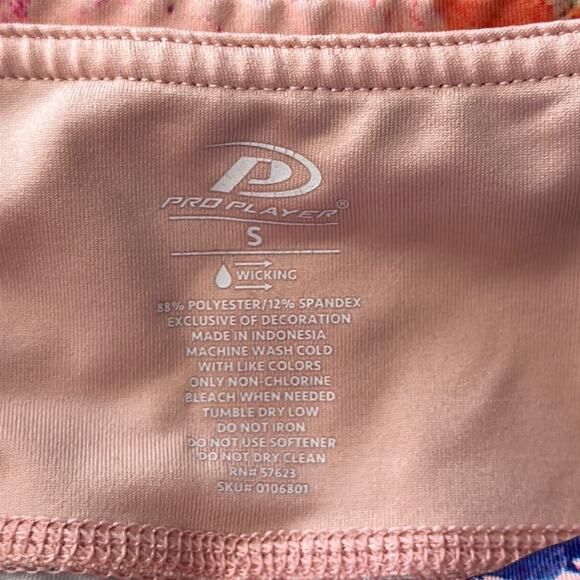 P
PRO PLAYER®
S
WICKING
88% POLYESTER/12% SPANDEX
EXCLUSIVE OF DECORATION
MADE IN INDONESIA
MACHINE WASH COLD
WITH LIKE COLORS
ONLY NON-CHLORINE
BLEACH WHEN NEEDED
TUMBLE DRY LOW
DO NOT IRON
DO NOT USE SOFTENER
DO NOT DRY CLEAN
RN# 57623
SKU# 0106801